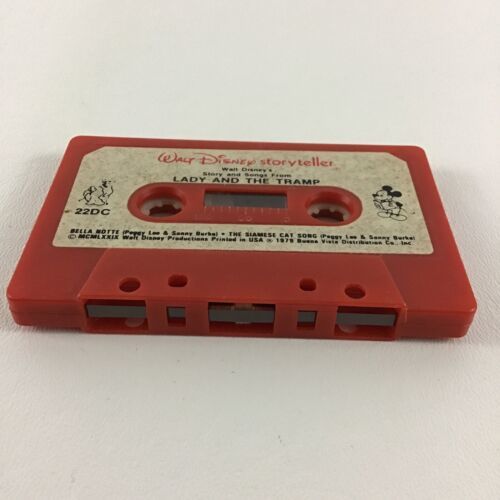 Walt Disney storyteller
Walt Disney's
Story and Songs From
LADY AND THE TRAMP
22DC
BELLA NOTTE (Peggy Lee & Sonny Burke) • THE SIAMESE CAT SONG (Peggy Lee & Sonny Burke)
© MCMLXXIX Walt Disney Productions Printed in USA ℗ 1979 Buena Vista Distribution Co., Inc.